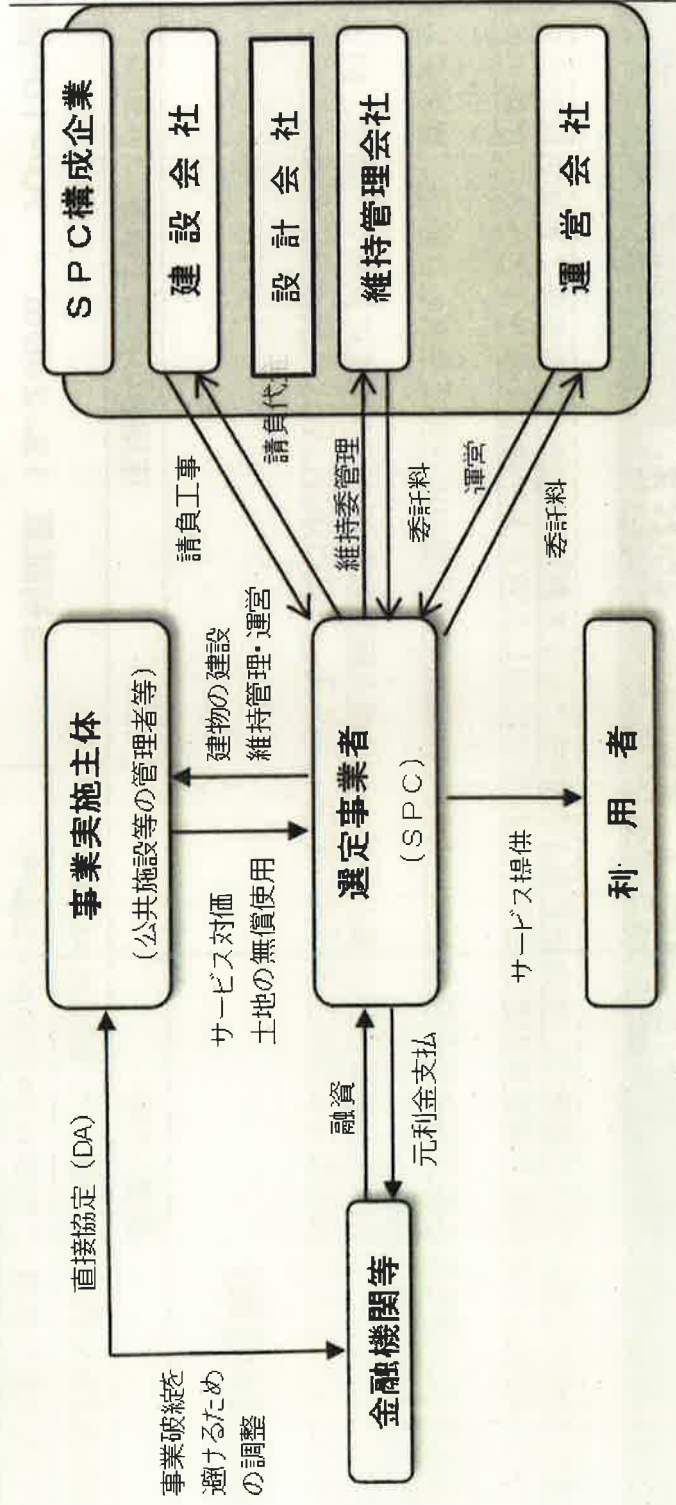 直接協定（DA）
事業破綻を
避けるため
の調整
金融機関等
融資
元利金支払
事業実施主体
（公共施設等の管理者等）
サービス対価
土地の無償使用
建物の建設
維持管理・運営
選定事業者
（SPC）
サービス提供
利用者
請負工事
請負代
維持委管理
委託料
運営
委託料
SPC構成企業
建設会社
設計会社
維持管理会社
運営会社